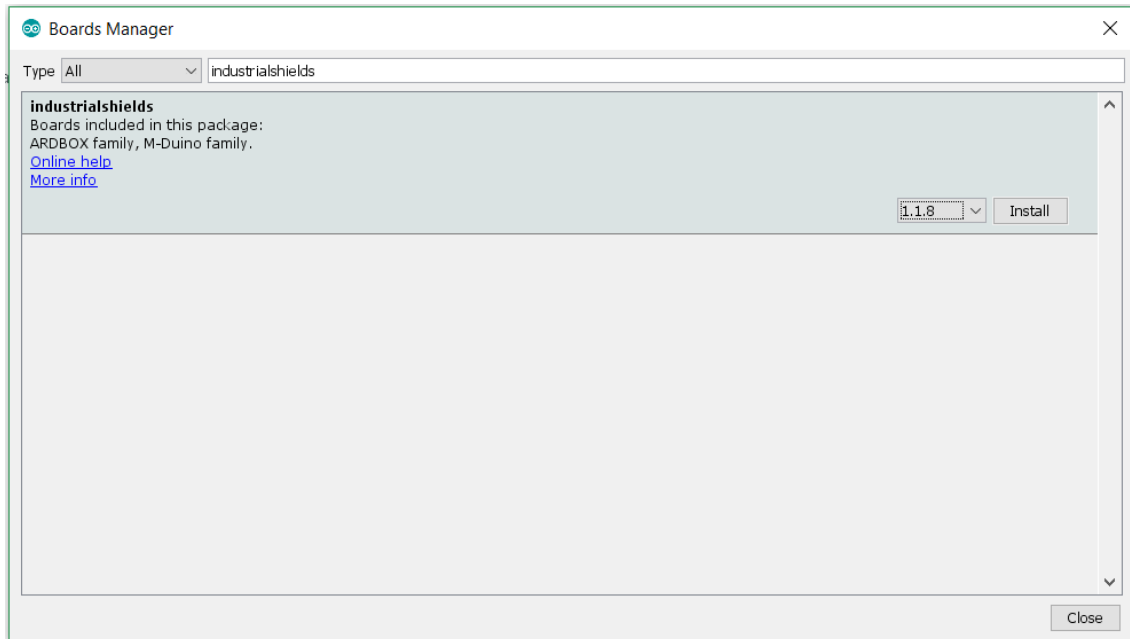 Boards Manager
Type All industrialshields
industrialshields
Boards included in this package:
ARDBOX family, M-Duino family.
Online help
More info
1.1.8 Install
Close